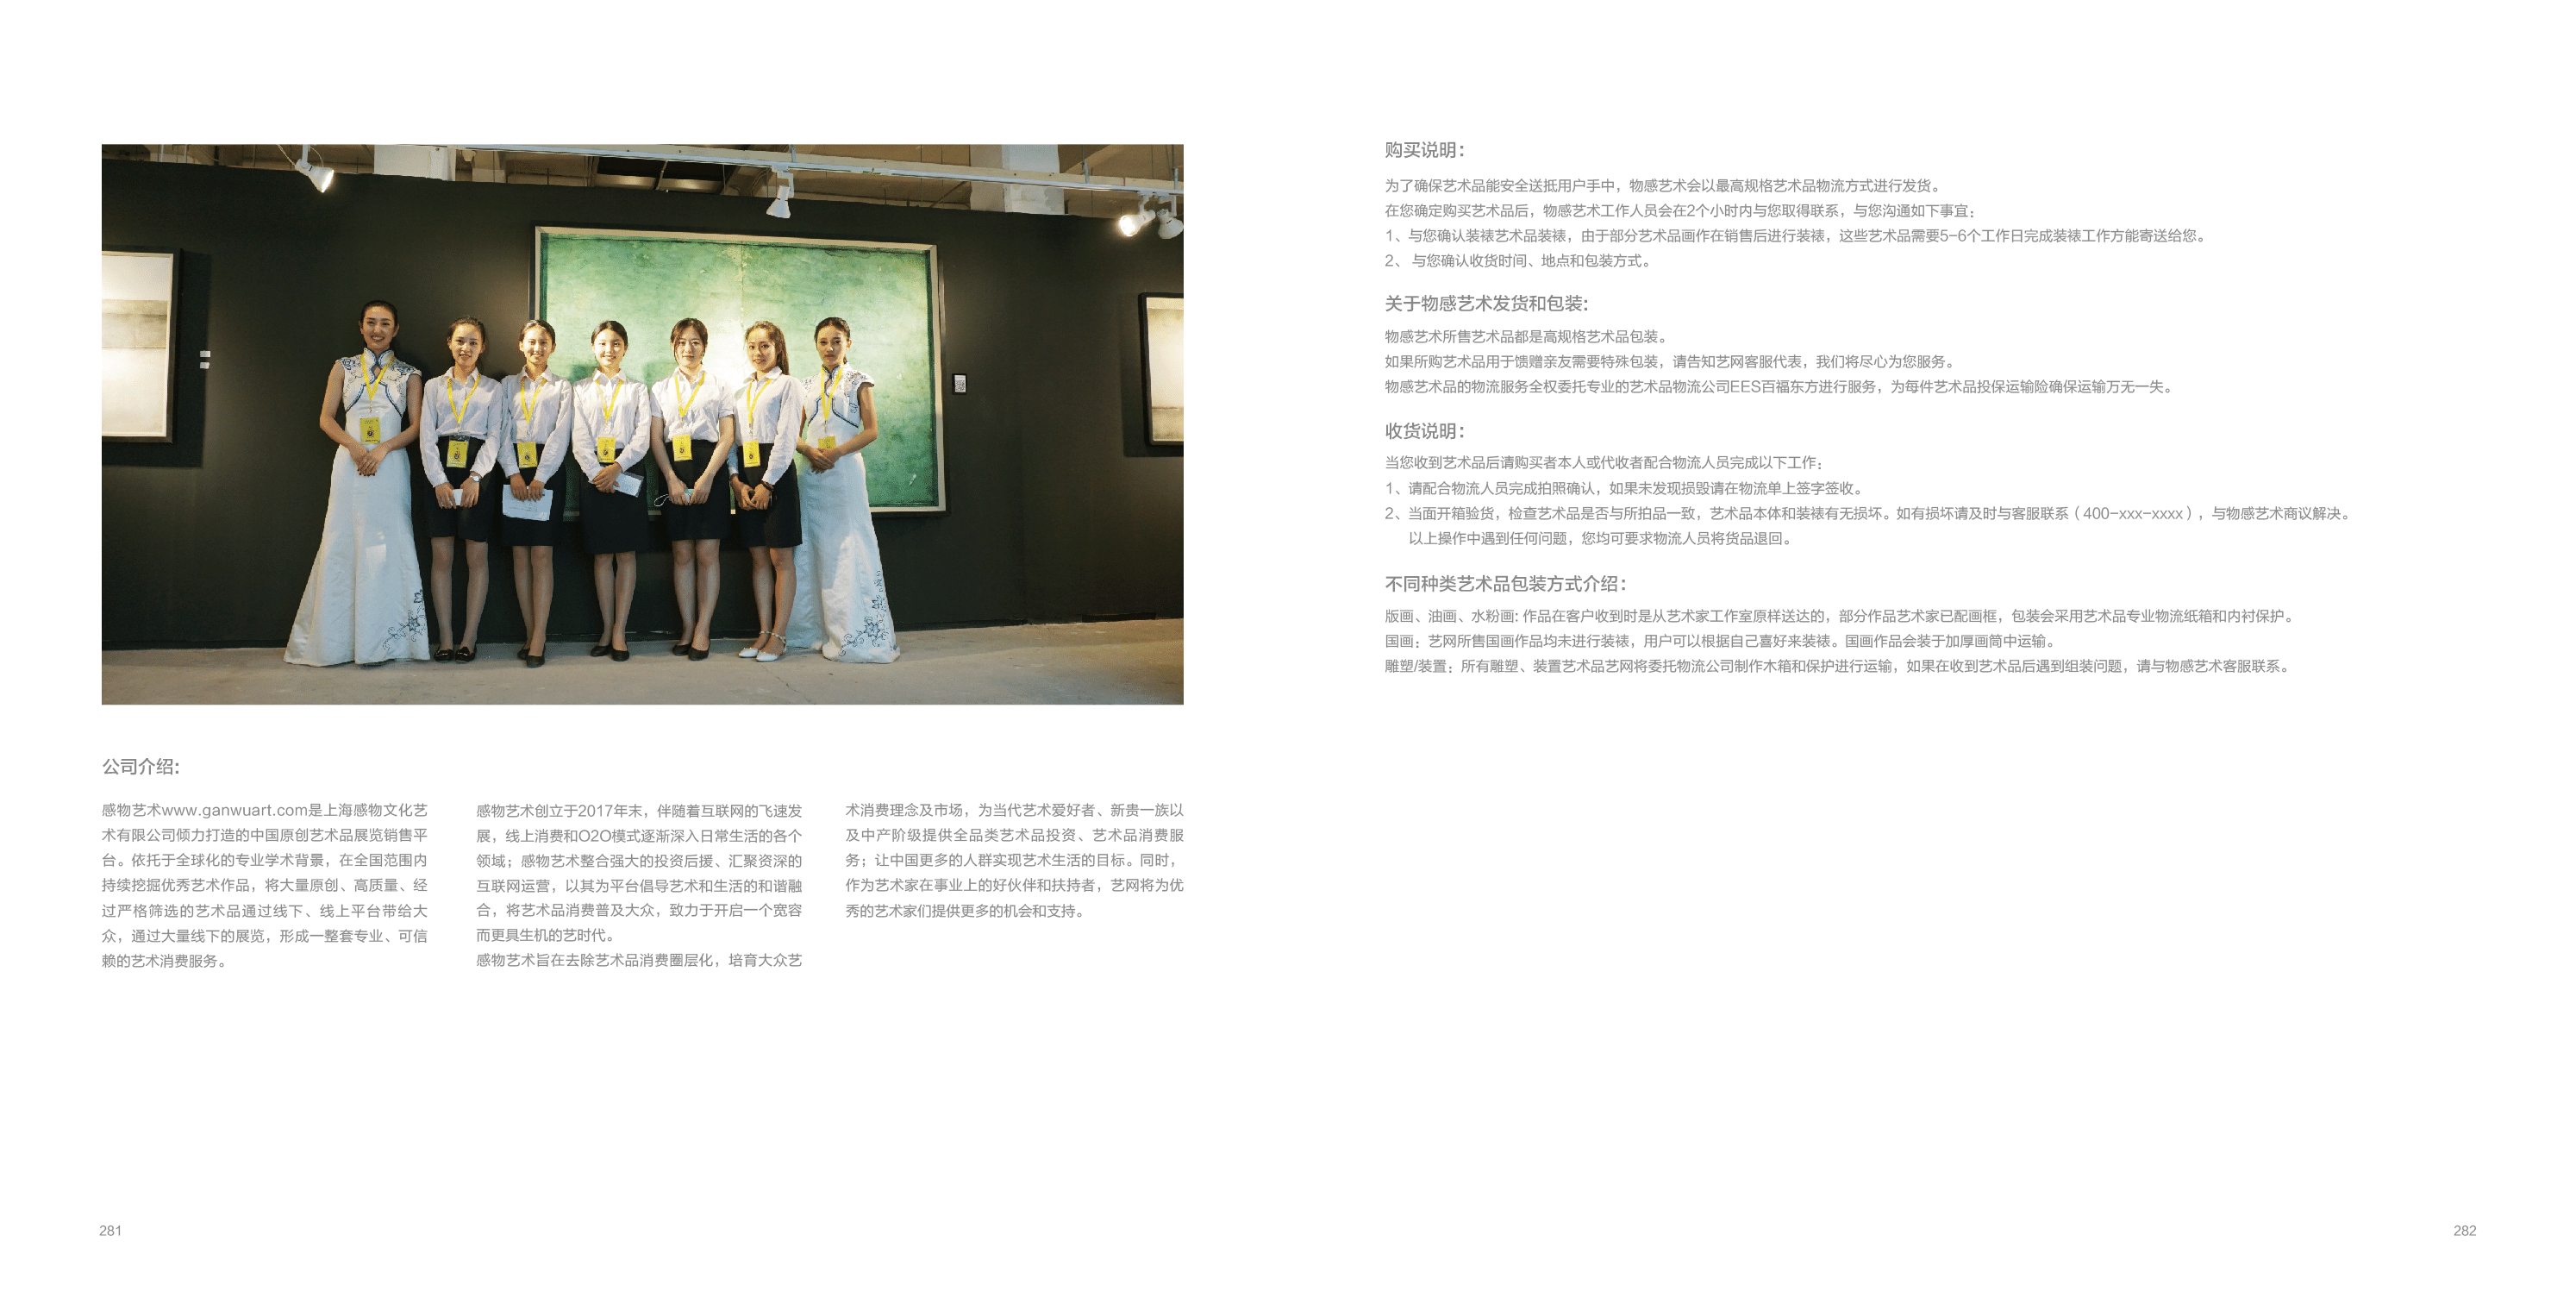 公司介绍:
感物艺术www.ganwuart.com是上海感物文化艺
术有限公司倾力打造的中国原创艺术品展览销售平
台。依托于全球化的专业学术背景，在全国范围内
持续挖掘优秀艺术作品，将大量原创、高质量、经
过严格筛选的艺术品通过线下、线上平台带给大
众，通过大量线下的展览，形成一整套专业、可信
赖的艺术消费服务。
感物艺术创立于2017年末，伴随着互联网的飞速发
展，线上消费和O2O模式逐渐深入日常生活的各个
领域；感物艺术整合强大的投资后援、汇聚资深的
互联网运营，以其为平台倡导艺术和生活的和谐融
合，将艺术品消费普及大众，致力于开启一个宽容
而更具生机的艺时代。
感物艺术旨在去除艺术品消费圈层化，培育大众艺
术消费理念及市场，为当代艺术爱好者、新贵一族以
及中产阶级提供全品类艺术品投资、艺术品消费服
务；让中国更多的人群实现艺术生活的目标。同时，
作为艺术家在事业上的好伙伴和扶持者，艺网将为优
秀的艺术家们提供更多的机会和支持。
281
购买说明：
为了确保艺术品能安全送抵用户手中，物感艺术会以最高规格艺术品物流方式进行发货。
在您确定购买艺术品后，物感艺术工作人员会在2个小时内与您取得联系，与您沟通如下事宜：
1、与您确认装裱艺术品装裱，由于部分艺术品画作在销售后进行装裱，这些艺术品需要5-6个工作日完成装裱工作方能寄送给您。
2、 与您确认收货时间、地点和包装方式。
关于物感艺术发货和包装:
物感艺术所售艺术品都是高规格艺术品包装。
如果所购艺术品用于馈赠亲友需要特殊包装，请告知艺网客服代表，我们将尽心为您服务。
物感艺术品的物流服务全权委托专业的艺术品物流公司EES百福东方进行服务，为每件艺术品投保运输险确保运输万无一失。
收货说明：
当您收到艺术品后请购买者本人或代收者配合物流人员完成以下工作：
1、请配合物流人员完成拍照确认，如果未发现损毁请在物流单上签字签收。
2、当面开箱验货，检查艺术品是否与所拍品一致，艺术品本体和装裱有无损坏。如有损坏请及时与客服联系（400-xxx-xxxx），与物感艺术商议解决。
以上操作中遇到任何问题，您均可要求物流人员将货品退回。
不同种类艺术品包装方式介绍：
版画、油画、水粉画: 作品在客户收到时是从艺术家工作室原样送达的，部分作品艺术家已配画框，包装会采用艺术品专业物流纸箱和内衬保护。
国画：艺网所售国画作品均未进行装裱，用户可以根据自己喜好来装裱。国画作品会装于加厚画筒中运输。
雕塑/装置：所有雕塑、装置艺术品艺网将委托物流公司制作木箱和保护进行运输，如果在收到艺术品后遇到组装问题，请与物感艺术客服联系。
282